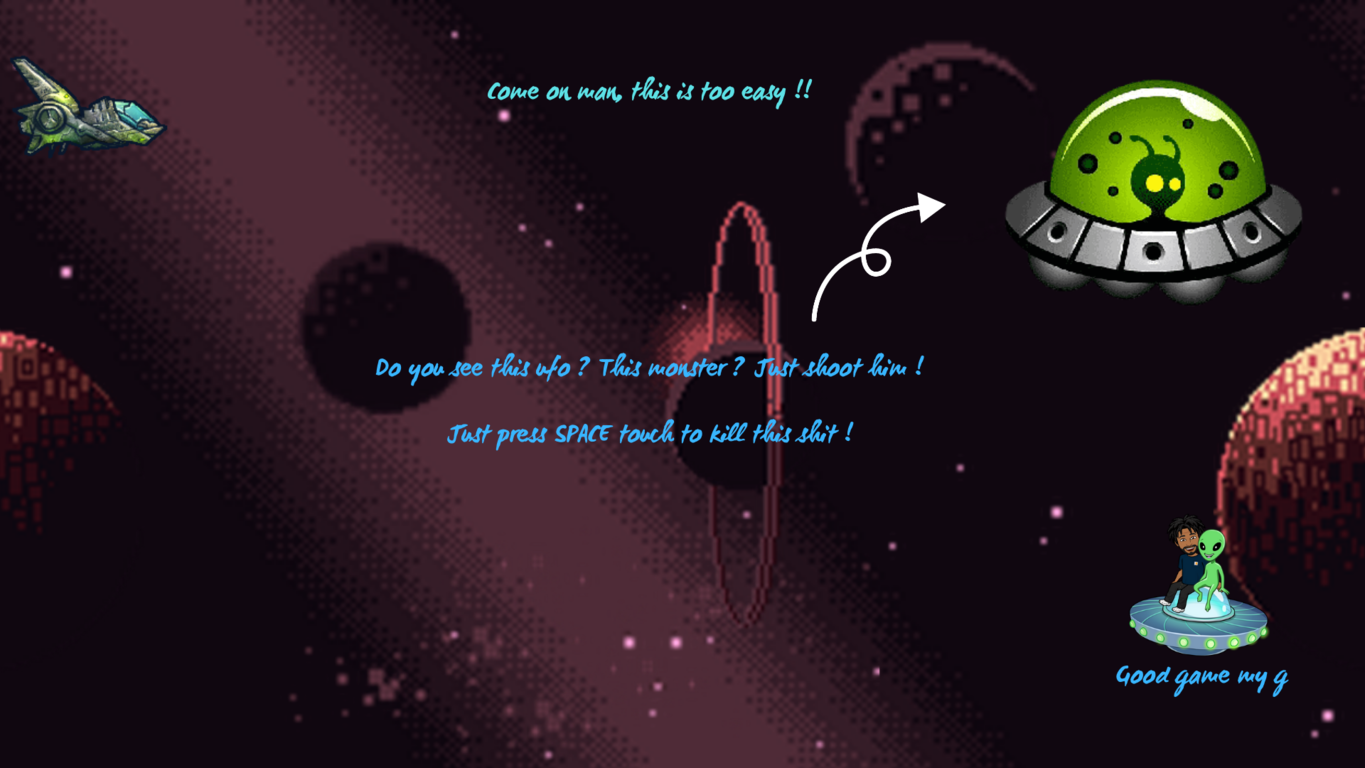 Come on man, this is too easy !!
Do you see this ufo ? This monster ? Just shoot him !
Just press SPACE touch to kill this shit !
Good game my g